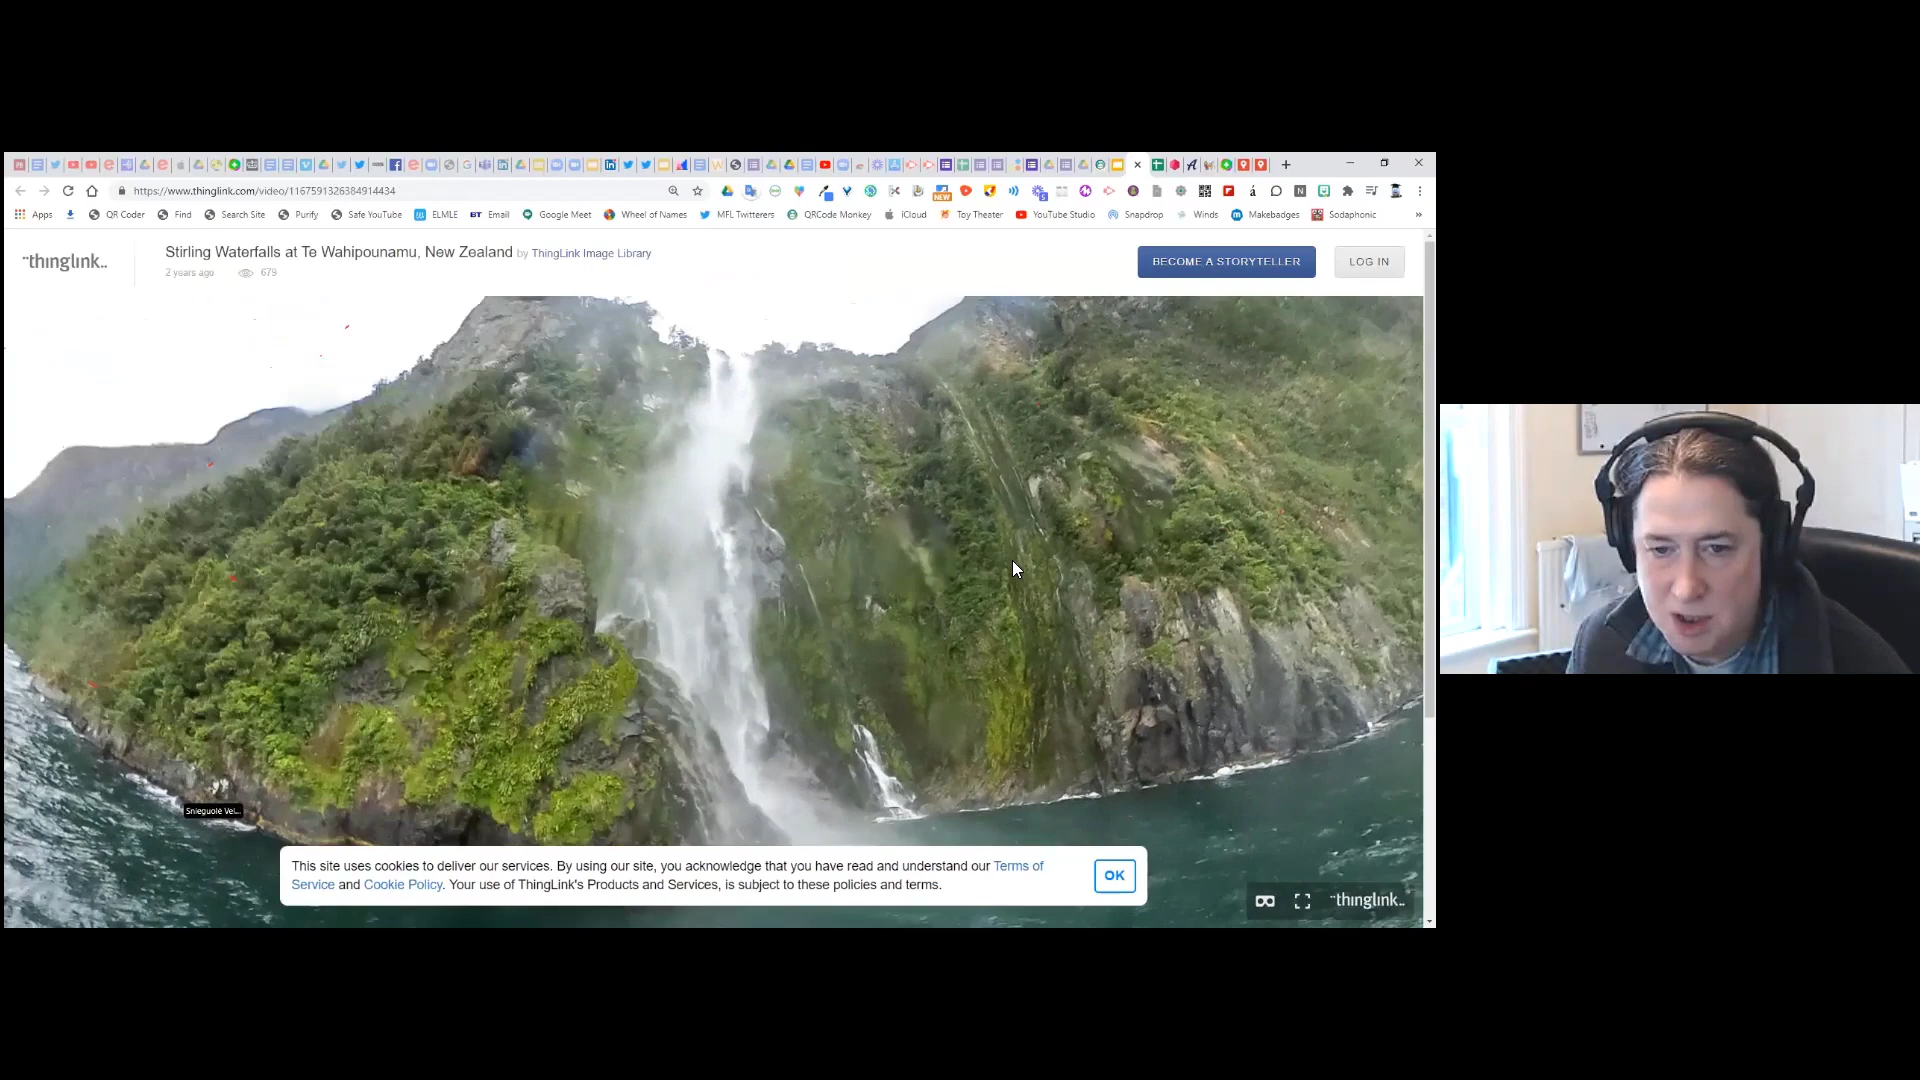 https://www.thinglink.com/video/1167591326384914434
Apps QR Coder Find Search Site Purify Safe YouTube ELMLE BT Email Google Meet Wheel of Names MFL Twitterers QRCode Monkey iCloud Toy Theater YouTube Studio Snapdrop Winds Makebadges Sodaphonic »
¨thıngłınk..
Stirling Waterfalls at Te Wahipounamu, New Zealand by ThingLink Image Library
2 years ago 679
BECOME A STORYTELLER LOG IN
Snieguolė Vel...
This site uses cookies to deliver our services. By using our site, you acknowledge that you have read and understand our Terms of
Service and Cookie Policy. Your use of ThingLink's Products and Services, is subject to these policies and terms.
OK
¨thıngłınk..